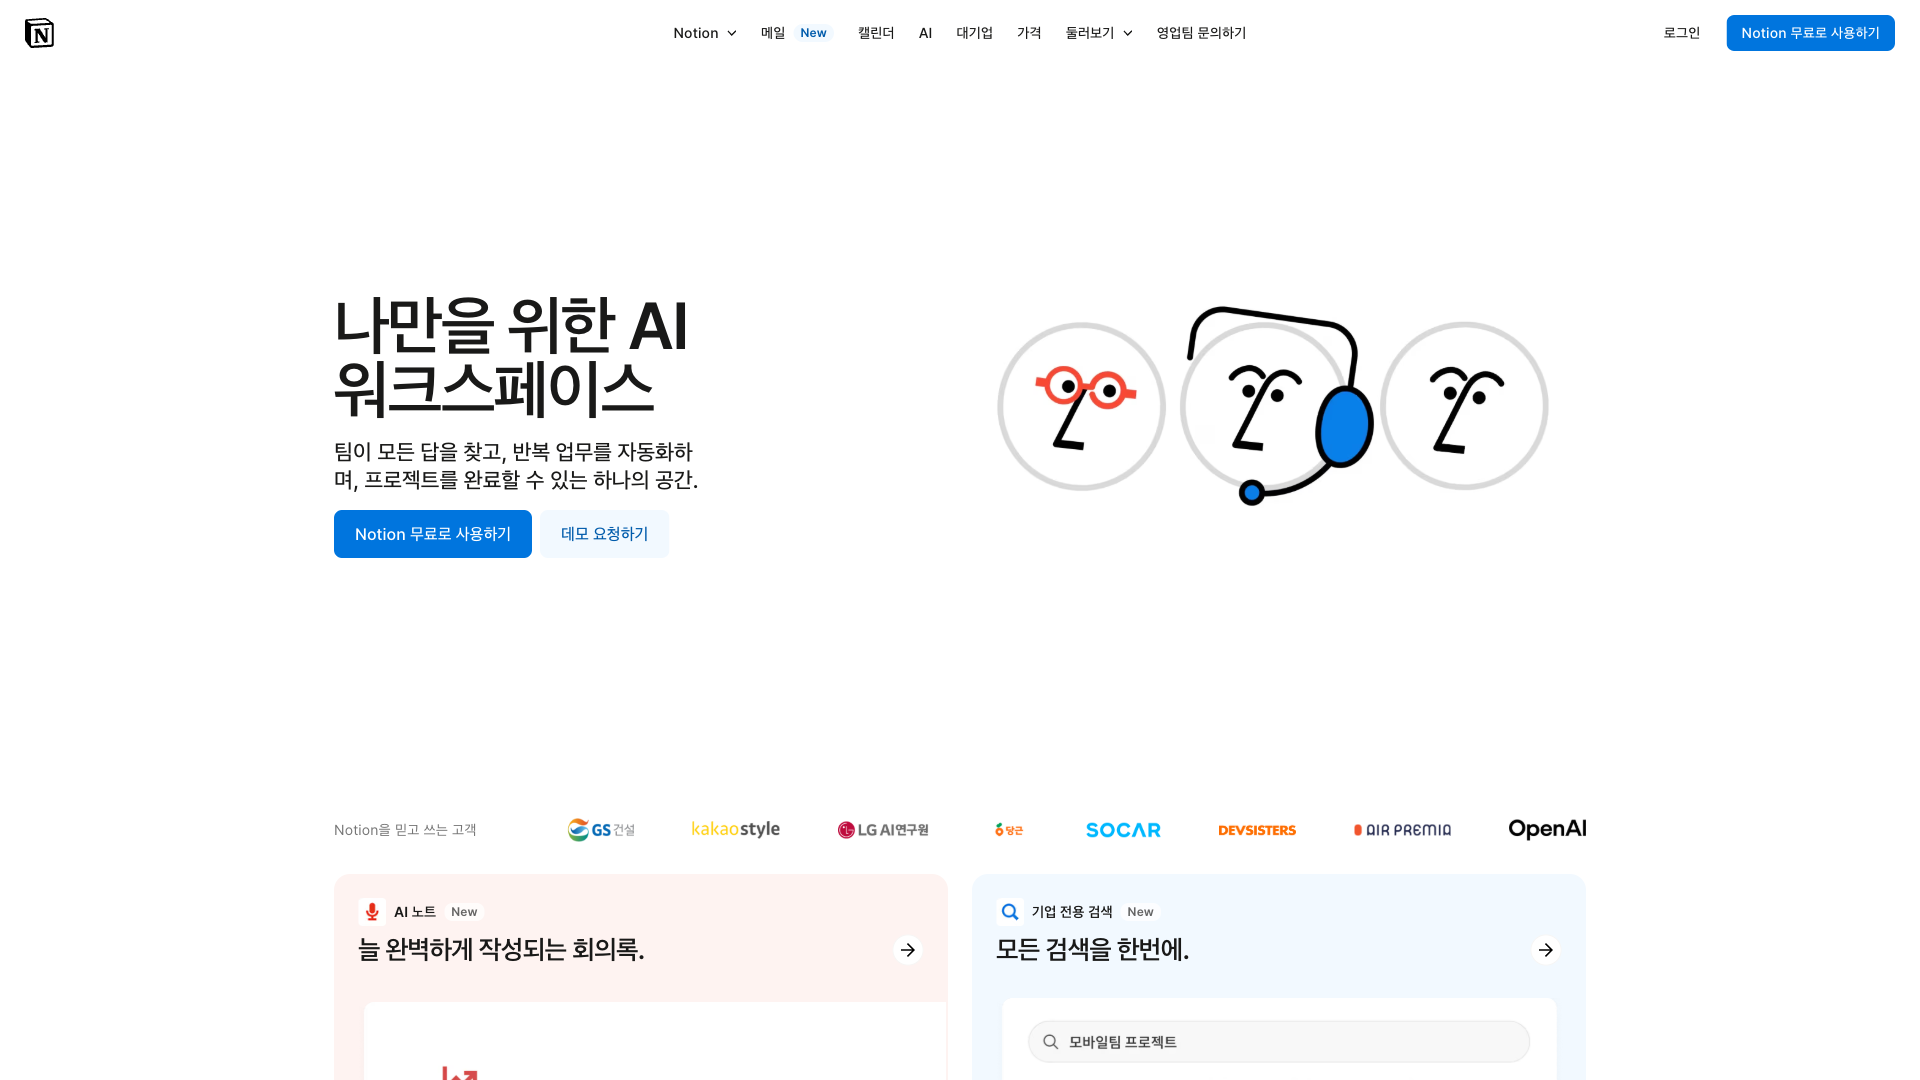 N
Notion
메일 New
캘린더
AI
대기업
가격
둘러보기
영업팀 문의하기
로그인
Notion 무료로 사용하기
나만을 위한 AI
워크스페이스
팀이 모든 답을 찾고, 반복 업무를 자동화하
며, 프로젝트를 완료할 수 있는 하나의 공간.
Notion 무료로 사용하기
데모 요청하기
Notion을 믿고 쓰는 고객
GS건설
kakaostyle
LG AI연구원
당근
SOCAR
DEVSISTERS
AIR PREMIA
OpenAI
AI 노트 New
늘 완벽하게 작성되는 회의록.
기업 전용 검색 New
모든 검색을 한번에.
모바일팀 프로젝트